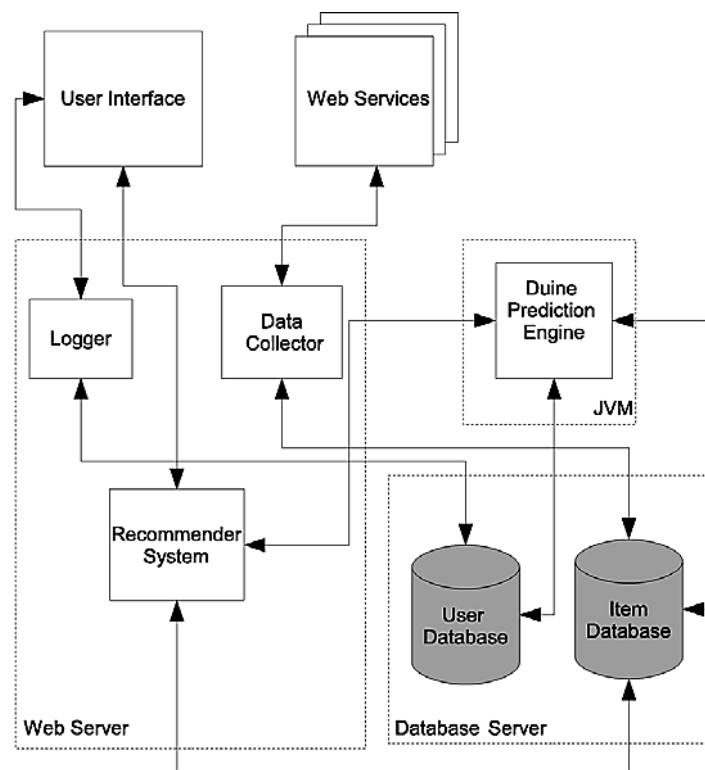 User Interface
Web Services
Logger
Data
Collector
Duine
Prediction
Engine
JVM
Recommender
System
User
Database
Item
Database
Web Server
Database Server